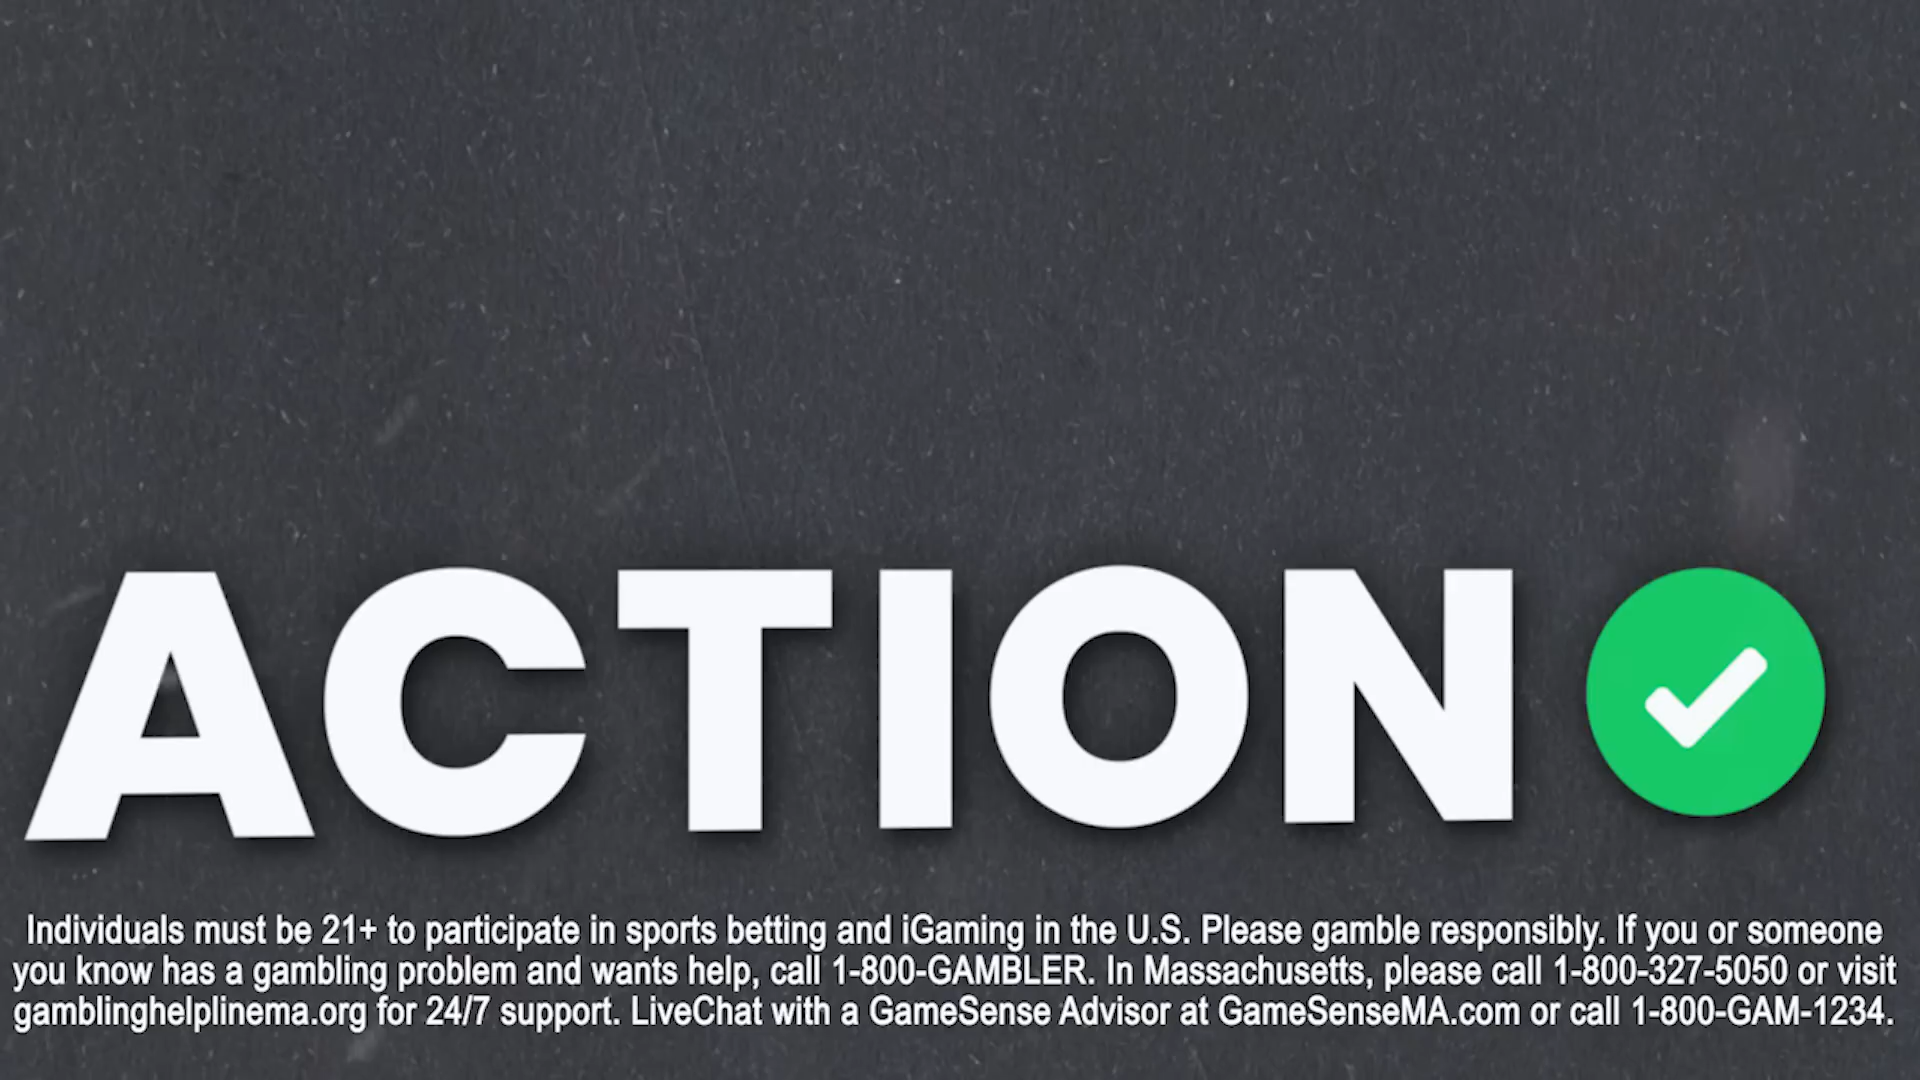 ACTION
Individuals must be 21+ to participate in sports betting and iGaming in the U.S. Please gamble responsibly. If you or someone
you know has a gambling problem and wants help, call 1-800-GAMBLER. In Massachusetts, please call 1-800-327-5050 or visit
gamblinghelplinema.org for 24/7 support. LiveChat with a GameSense Advisor at GameSenseMA.com or call 1-800-GAM-1234.